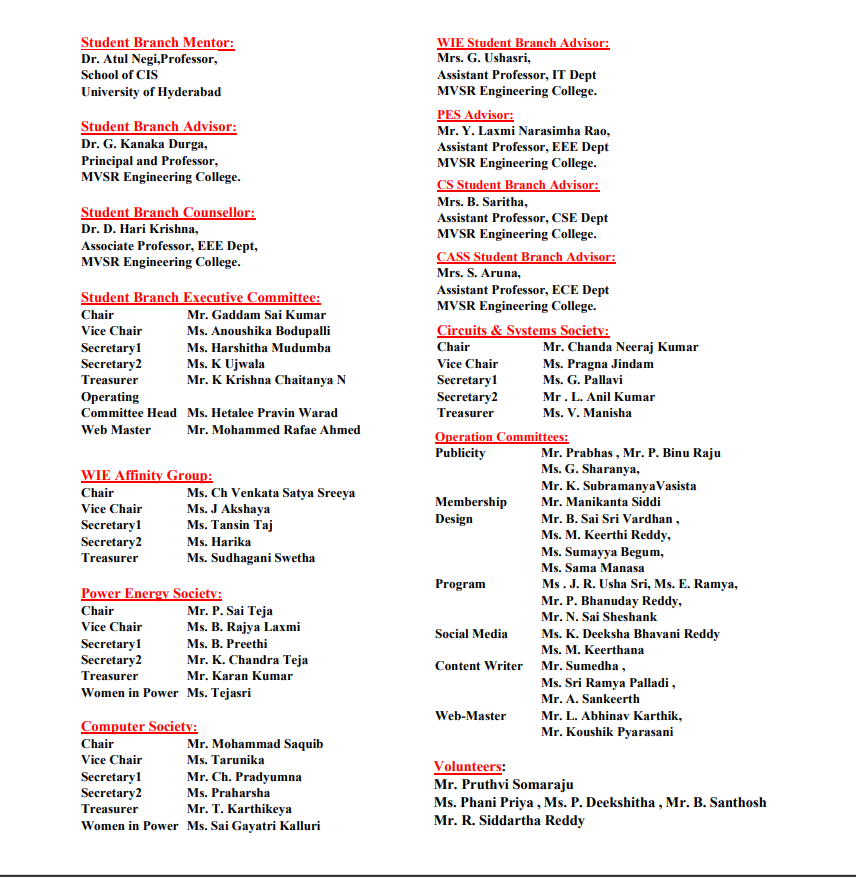 Student Branch Mentor:
Dr. Atul Negi,Professor,
School of CIS
University of Hyderabad
Student Branch Advisor:
Dr. G. Kanaka Durga,
Principal and Professor,
MVSR Engineering College.
Student Branch Counsellor:
Dr. D. Hari Krishna,
Associate Professor, EEE Dept,
MVSR Engineering College.
Student Branch Executive Committee:
Chair Mr. Gaddam Sai Kumar
Vice Chair Ms. Anoushika Bodupalli
Secretary1 Ms. Harshitha Mudumba
Secretary2 Ms. K Ujwala
Treasurer Mr. K Krishna Chaitanya N
Operating
Committee Head Ms. Hetalee Pravin Warad
Web Master Mr. Mohammed Rafae Ahmed
WIE Affinity Group:
Chair Ms. Ch Venkata Satya Sreeya
Vice Chair Ms. J Akshaya
Secretary1 Ms. Tansin Taj
Secretary2 Ms. Harika
Treasurer Ms. Sudhagani Swetha
Power Energy Society:
Chair Mr. P. Sai Teja
Vice Chair Ms. B. Rajya Laxmi
Secretary1 Ms. B. Preethi
Secretary2 Mr. K. Chandra Teja
Treasurer Mr. Karan Kumar
Women in Power Ms. Tejasri
Computer Society:
Chair Mr. Mohammad Saquib
Vice Chair Ms. Tarunika
Secretary1 Mr. Ch. Pradyumna
Secretary2 Ms. Praharsha
Treasurer Mr. T. Karthikeya
Women in Power Ms. Sai Gayatri Kalluri
WIE Student Branch Advisor:
Mrs. G. Ushasri,
Assistant Professor, IT Dept
MVSR Engineering College.
PES Advisor:
Mr. Y. Laxmi Narasimha Rao,
Assistant Professor, EEE Dept
MVSR Engineering College.
CS Student Branch Advisor:
Mrs. B. Saritha,
Assistant Professor, CSE Dept
MVSR Engineering College.
CASS Student Branch Advisor:
Mrs. S. Aruna,
Assistant Professor, ECE Dept
MVSR Engineering College.
Circuits & Systems Society:
Chair Mr. Chanda Neeraj Kumar
Vice Chair Ms. Pragna Jindam
Secretary1 Ms. G. Pallavi
Secretary2 Mr . L. Anil Kumar
Treasurer Ms. V. Manisha
Operation Committees:
Publicity Mr. Prabhas , Mr. P. Binu Raju
Ms. G. Sharanya,
Mr. K. SubramanyaVasista
Membership Mr. Manikanta Siddi
Design Mr. B. Sai Sri Vardhan ,
Ms. M. Keerthi Reddy,
Ms. Sumayya Begum,
Ms. Sama Manasa
Program Ms . J. R. Usha Sri, Ms. E. Ramya,
Mr. P. Bhanuday Reddy,
Mr. N. Sai Sheshank
Social Media Ms. K. Deeksha Bhavani Reddy
Ms. M. Keerthana
Content Writer Mr. Sumedha ,
Ms. Sri Ramya Palladi ,
Mr. A. Sankeerth
Web-Master Mr. L. Abhinav Karthik,
Mr. Koushik Pyarasani
Volunteers:
Mr. Pruthvi Somaraju
Ms. Phani Priya , Ms. P. Deekshitha , Mr. B. Santhosh
Mr. R. Siddartha Reddy